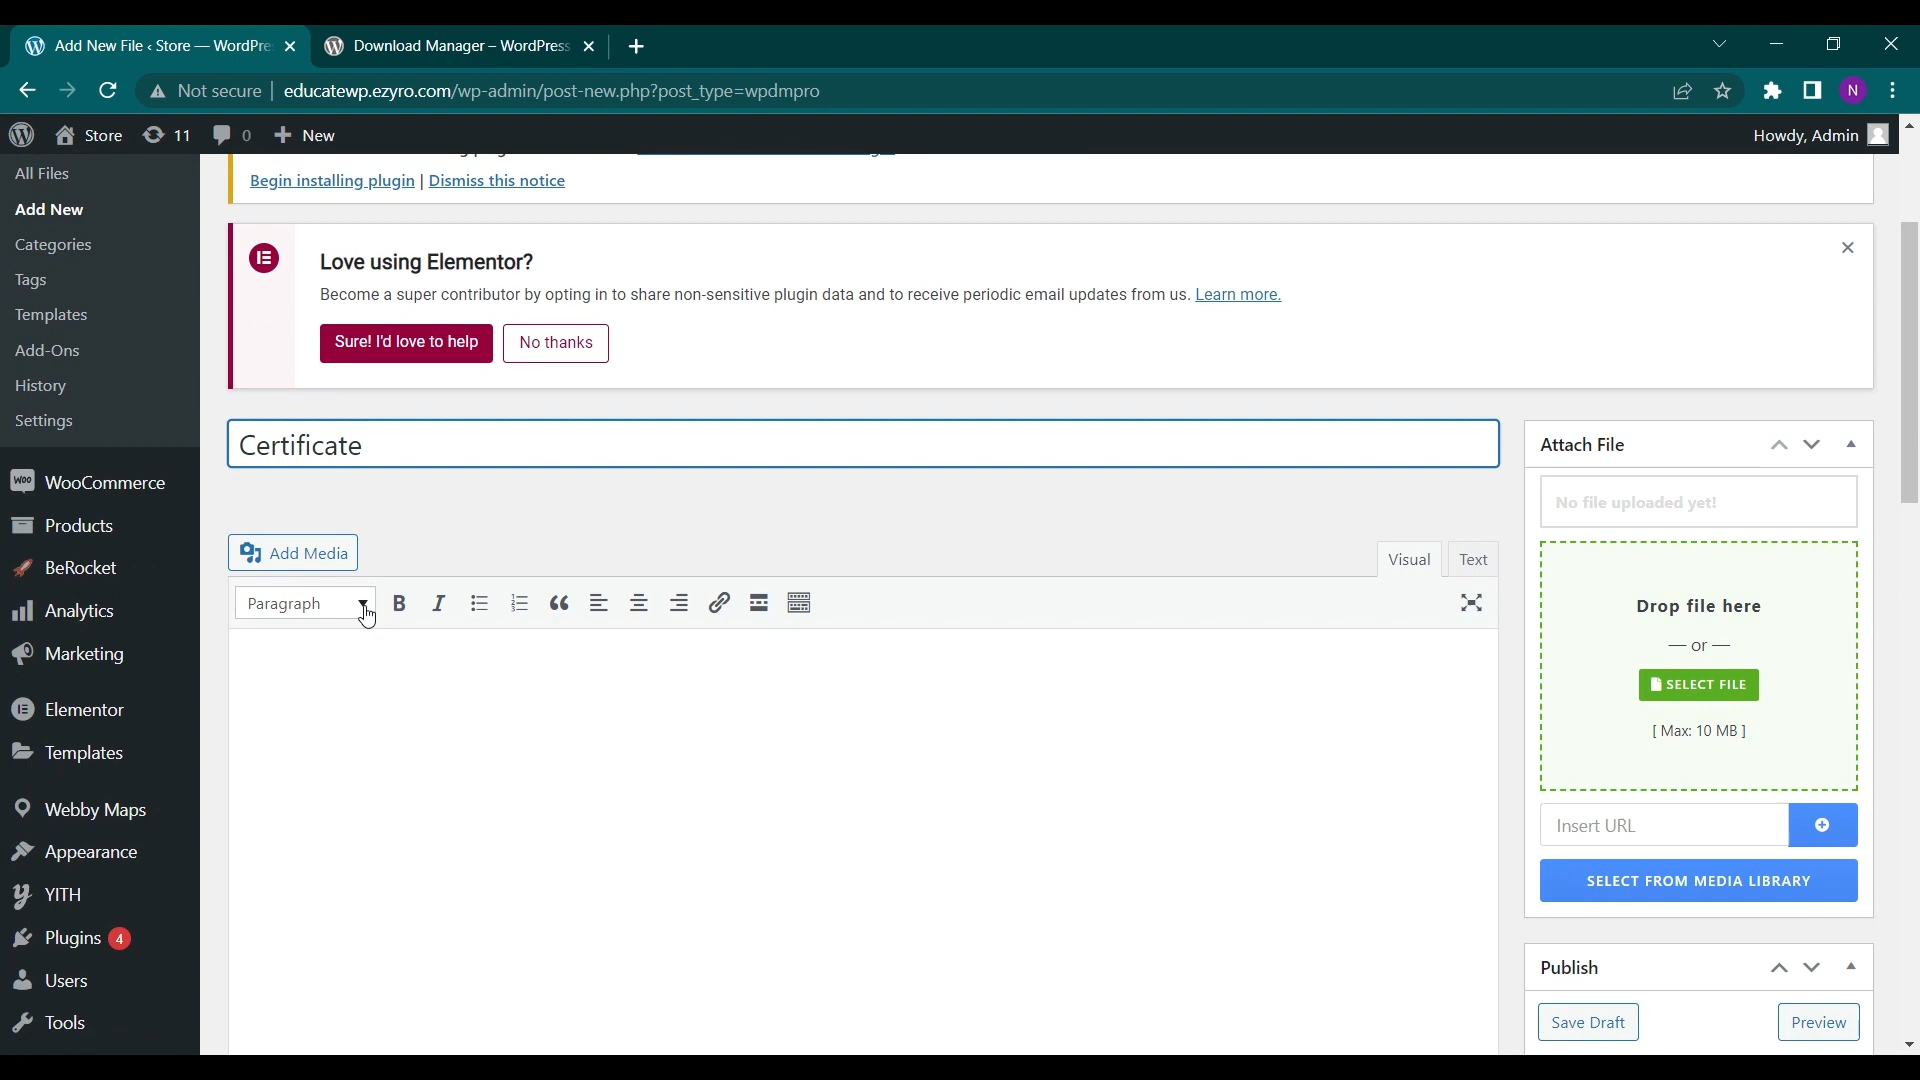 Add New File ‹ Store — WordPre
Download Manager – WordPress
Not secure
educatewp.ezyro.com/wp-admin/post-new.php?post_type=wpdmpro
N
Store
11
0
New
Howdy, Admin
All Files
Add New
Categories
Tags
Templates
Add-Ons
History
Settings
WooCommerce
Products
BeRocket
Analytics
Marketing
Elementor
Templates
Webby Maps
Appearance
YITH
Plugins 4
Users
Tools
Begin installing plugin | Dismiss this notice
Love using Elementor?
Become a super contributor by opting in to share non-sensitive plugin data and to receive periodic email updates from us. Learn more.
Sure! I'd love to help
No thanks
Certificate
Add Media
Visual
Text
Paragraph
B
I
Attach File
No file uploaded yet!
Drop file here
— or —
SELECT FILE
[ Max: 10 MB ]
Insert URL
SELECT FROM MEDIA LIBRARY
Publish
Save Draft
Preview